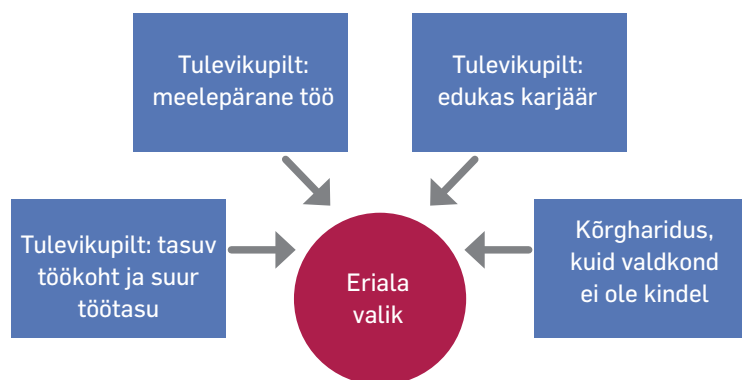 Tulevikupilt:
meelepärane töö
Tulevikupilt:
edukas karjäär
Tulevikupilt: tasuv
töökoht ja suur
töötasu
Eriala
valik
Kõrgharidus,
kuid valdkond
ei ole kindel